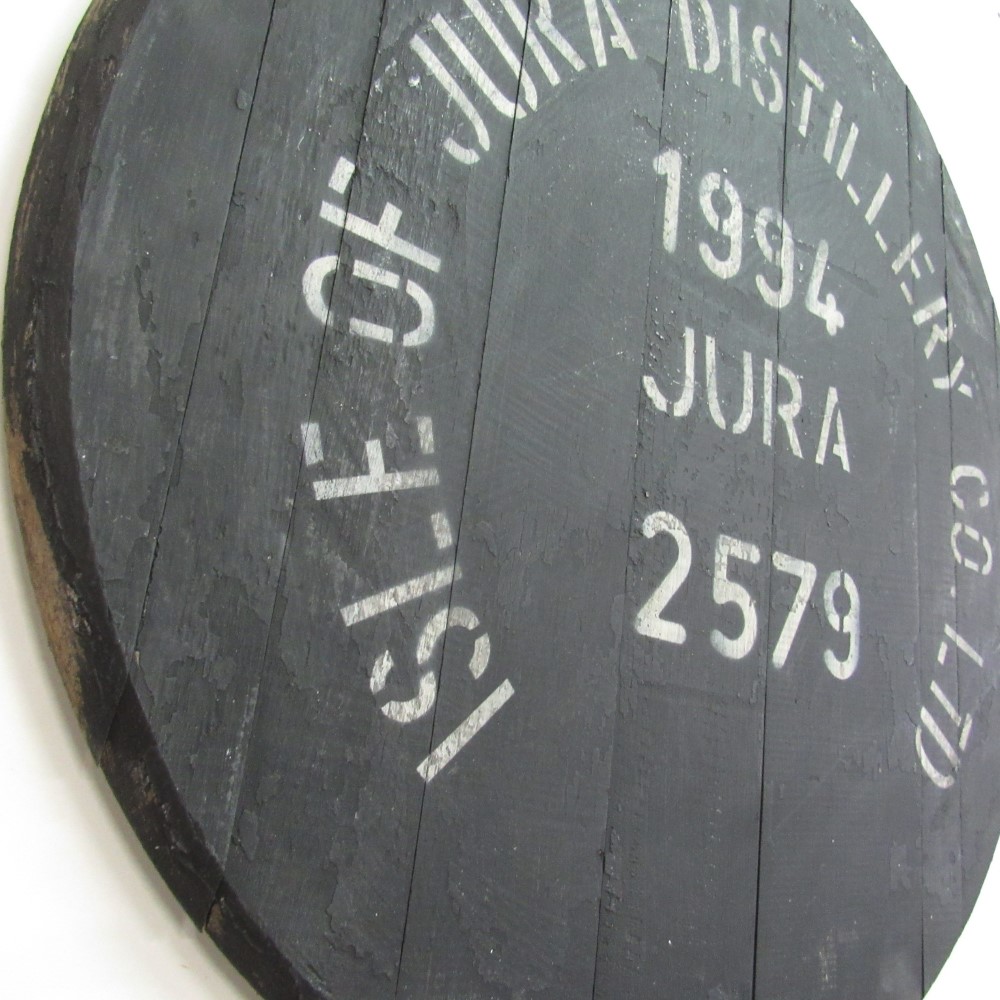 ISLE OF JURA DISTILLERY CO. LTD
1994
JURA
2579